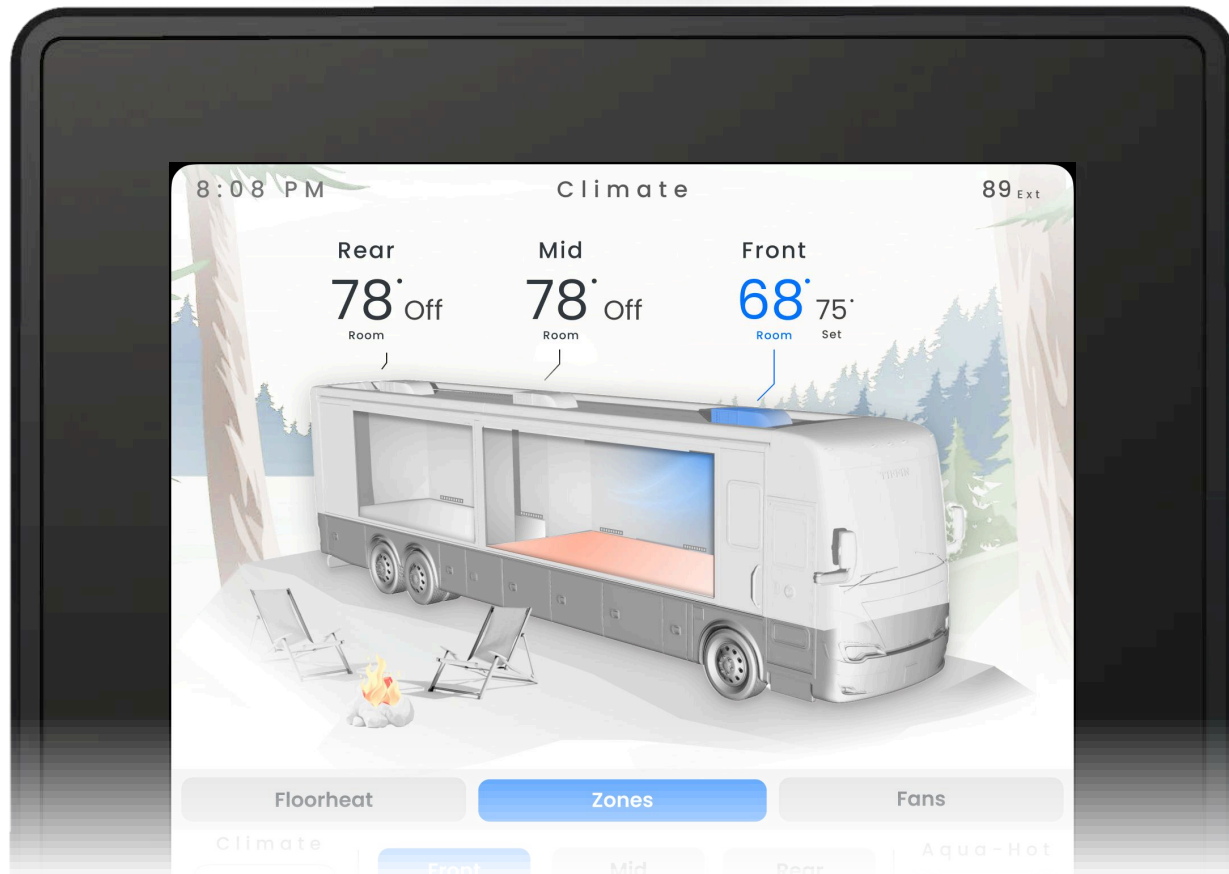 8:08 PM Climate 89 Ext
Rear Mid Front
78° Off 78° Off 68° 75°
Room Room Room Set
TIFFIN
Floorheat Zones Fans
Climate Aqua-Hot
Front Mid Rear